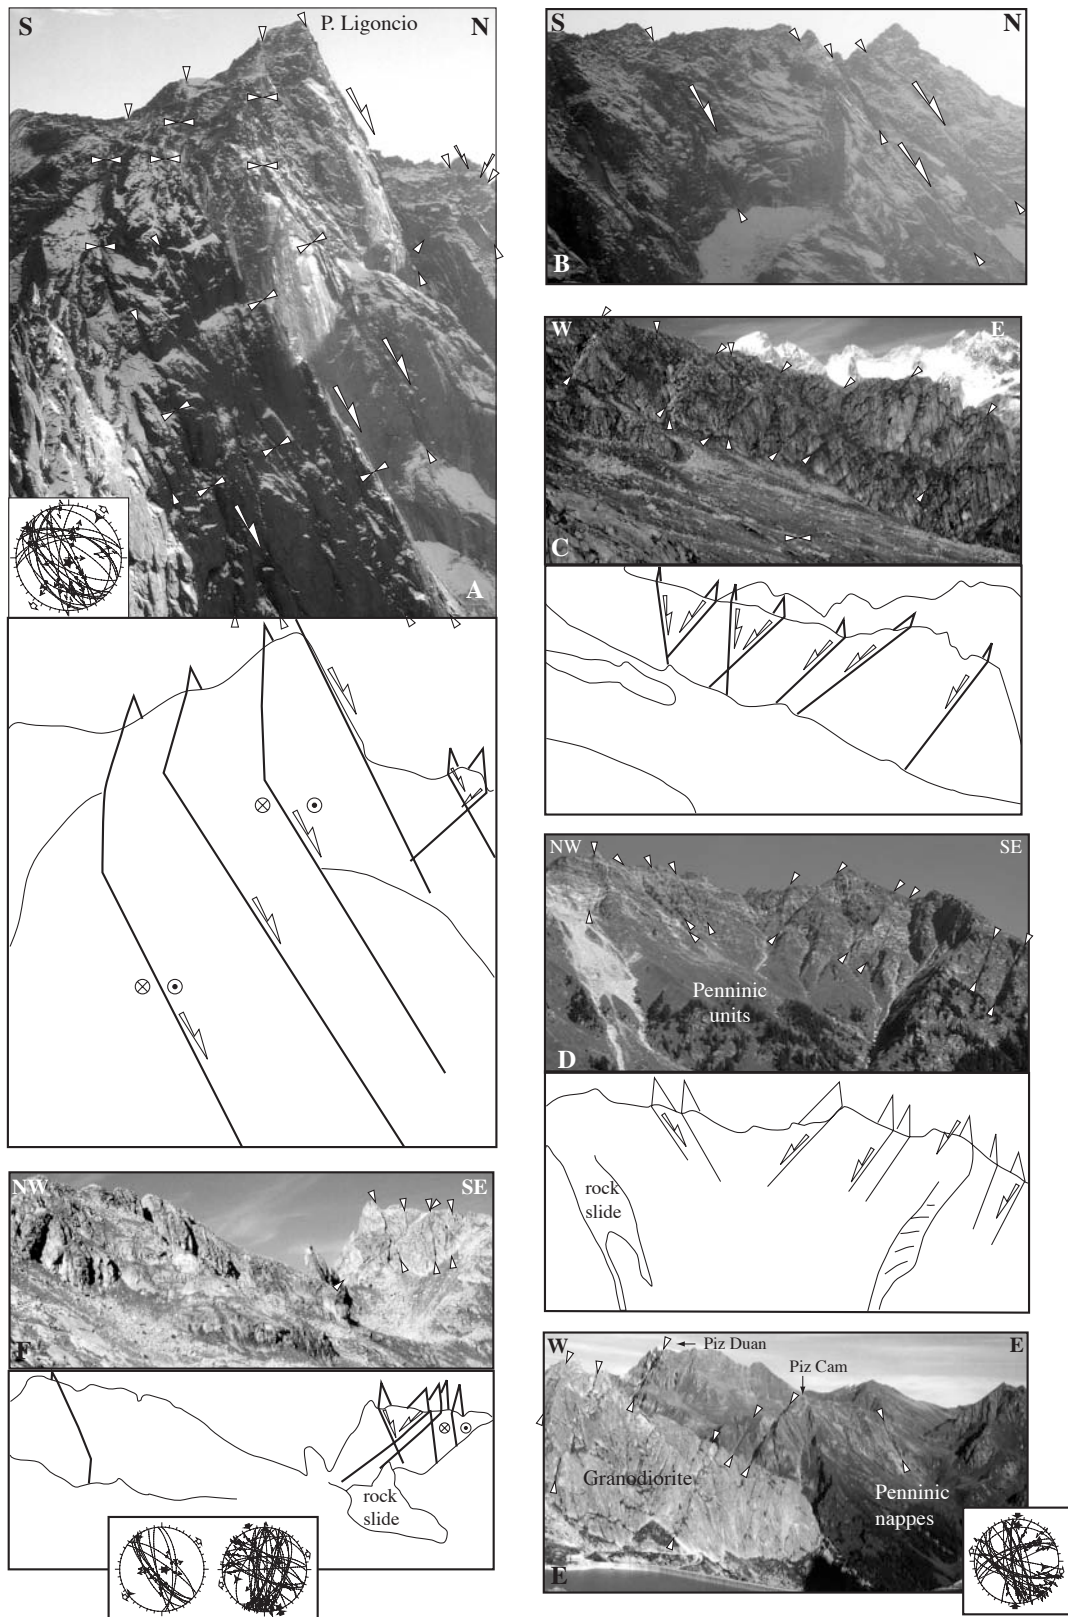 S
P. Ligoncio
N
A
S
N
B
W
E
C
NW
SE
Penninic
units
D
rock
slide
NW
SE
F
rock
slide
W
Piz Duan
E
Piz Cam
Granodiorite
Penninic
nappes
E